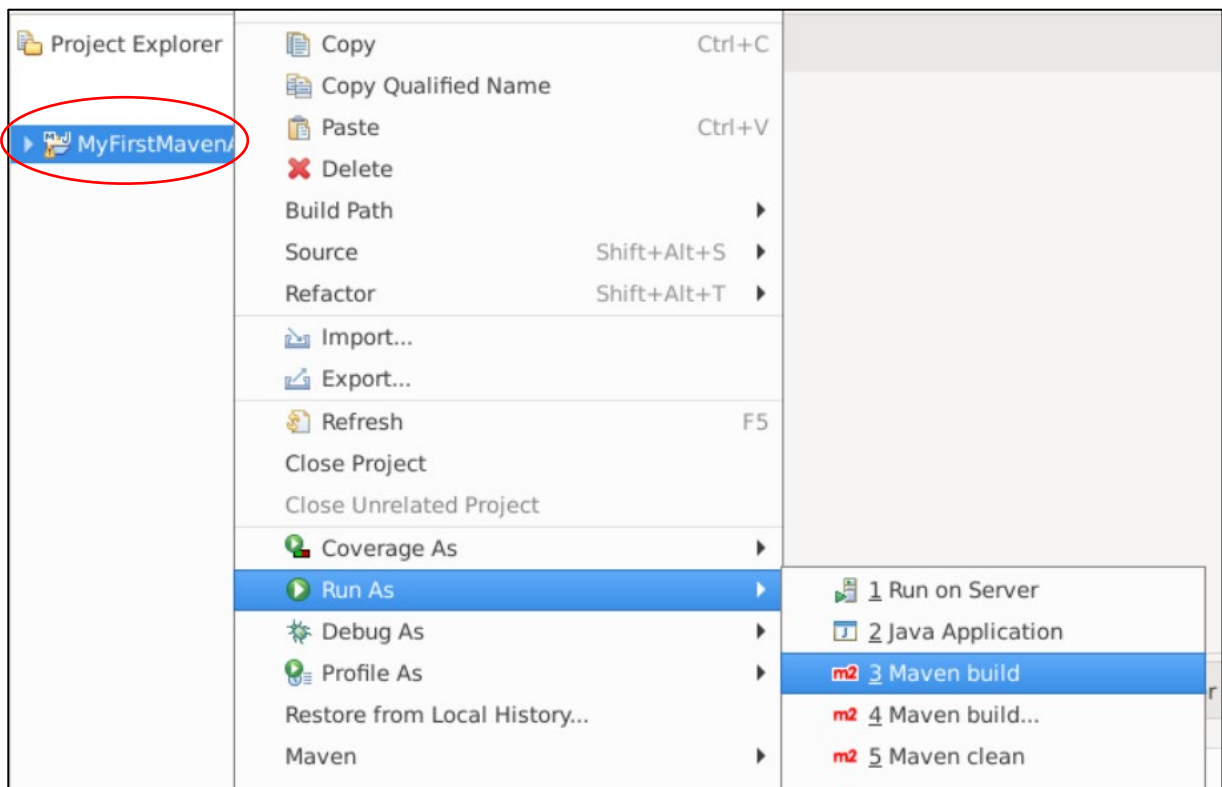 Project Explorer
MyFirstMavenA
Copy Ctrl+C
Copy Qualified Name
Paste Ctrl+V
Delete
Build Path
Source Shift+Alt+S
Refactor Shift+Alt+T
Import...
Export...
Refresh F5
Close Project
Close Unrelated Project
Coverage As
Run As
Debug As
Profile As
Restore from Local History...
Maven
1 Run on Server
2 Java Application
m2 3 Maven build
m2 4 Maven build...
m2 5 Maven clean
r